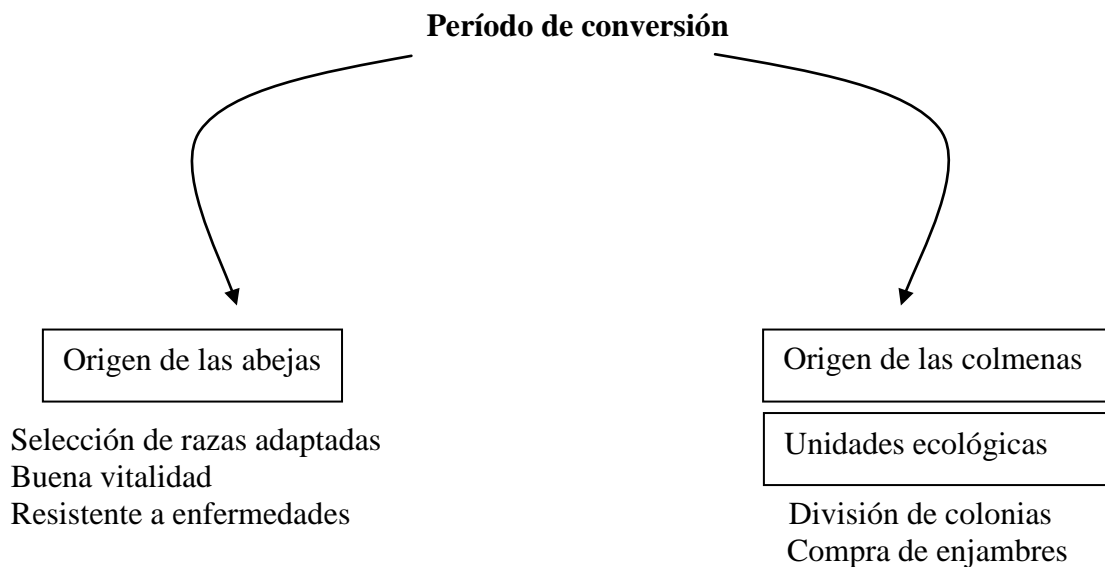 Período de conversión
Origen de las abejas
Selección de razas adaptadas
Buena vitalidad
Resistente a enfermedades
Origen de las colmenas
Unidades ecológicas
División de colonias
Compra de enjambres